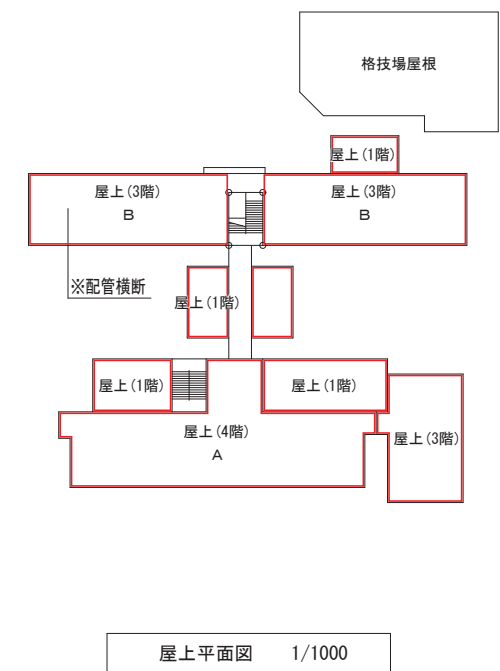 格技場屋根
屋上(1階)
屋上(3階)
B
屋上(3階)
B
※配管横断
屋上(1階)
屋上(1階)
屋上(1階)
屋上(4階)
A
屋上(3階)
屋上平面図 1/1000